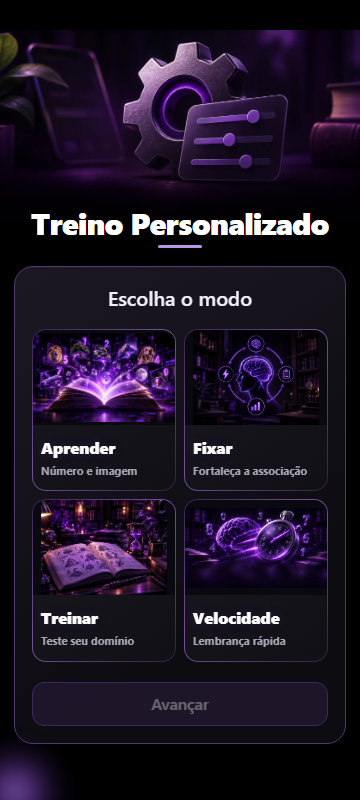 Treino Personalizado
Escolha o modo
Aprender
Número e imagem
Fixar
Fortaleça a associação
Treinar
Teste seu domínio
Velocidade
Lembrança rápida
Avançar